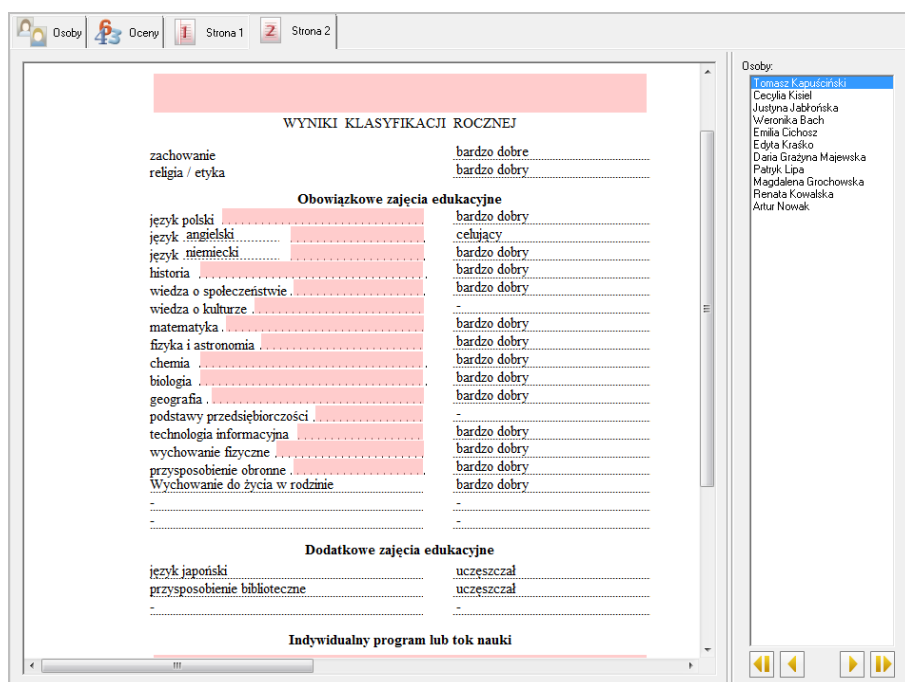 Osoby Oceny Strona 1 Strona 2
Osoby:
Tomasz Kapuściński
Cecylia Kisiel
Justyna Jabłońska
Weronika Bach
Emilia Cichosz
Edyta Kraśko
Daria Grażyna Majewska
Patryk Lipa
Magdalena Grochowska
Renata Kowalska
Artur Nowak
WYNIKI KLASYFIKACJI ROCZNEJ
zachowanie bardzo dobre
religia / etyka bardzo dobry
Obowiązkowe zajęcia edukacyjne
język polski bardzo dobry
język angielski celujący
język niemiecki bardzo dobry
historia bardzo dobry
wiedza o społeczeństwie bardzo dobry
wiedza o kulturze -
matematyka bardzo dobry
fizyka i astronomia bardzo dobry
chemia bardzo dobry
biologia bardzo dobry
geografia bardzo dobry
podstawy przedsiębiorczości -
technologia informacyjna bardzo dobry
wychowanie fizyczne bardzo dobry
przysposobienie obronne bardzo dobry
Wychowanie do życia w rodzinie bardzo dobry
- -
- -
Dodatkowe zajęcia edukacyjne
język japoński uczęszczał
przysposobienie biblioteczne uczęszczał
- -
Indywidualny program lub tok nauki